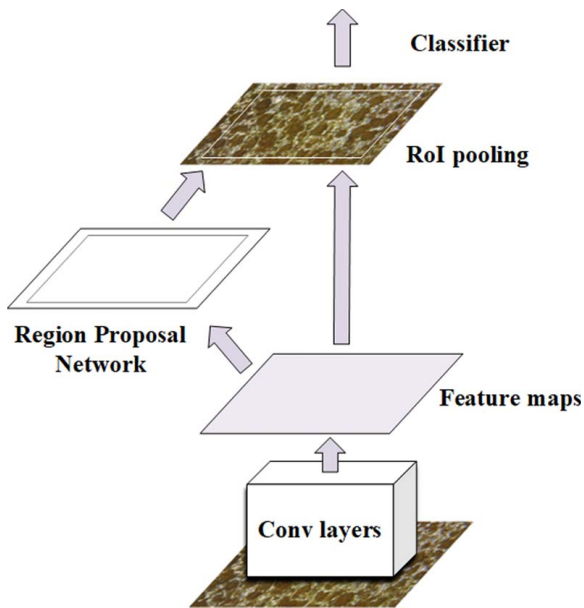 Classifier
RoI pooling
Region Proposal
Network
Feature maps
Conv layers